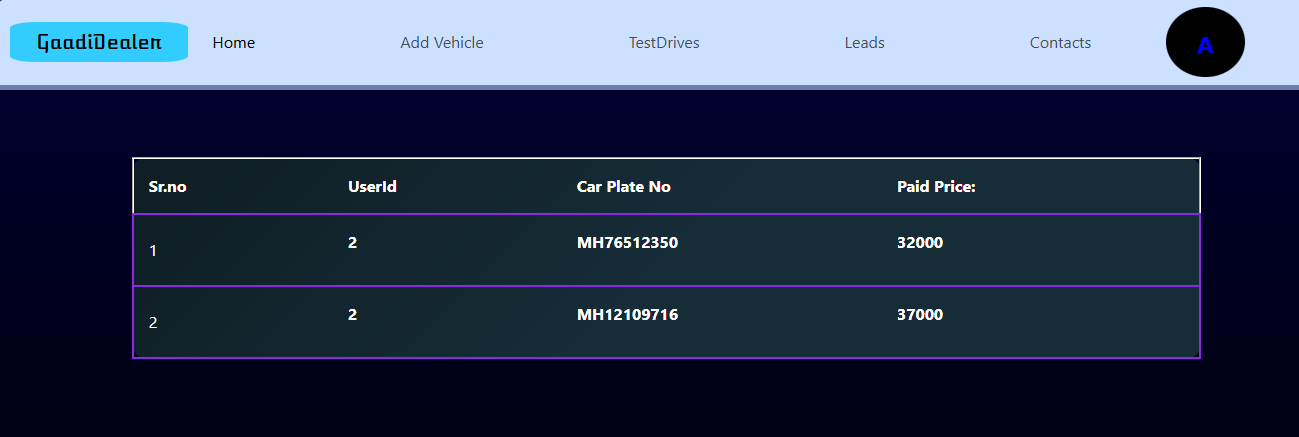 GaadiDealer Home Add Vehicle TestDrives Leads Contacts A
Sr.no UserId Car Plate No Paid Price:
1 2 MH76512350 32000
2 2 MH12109716 37000